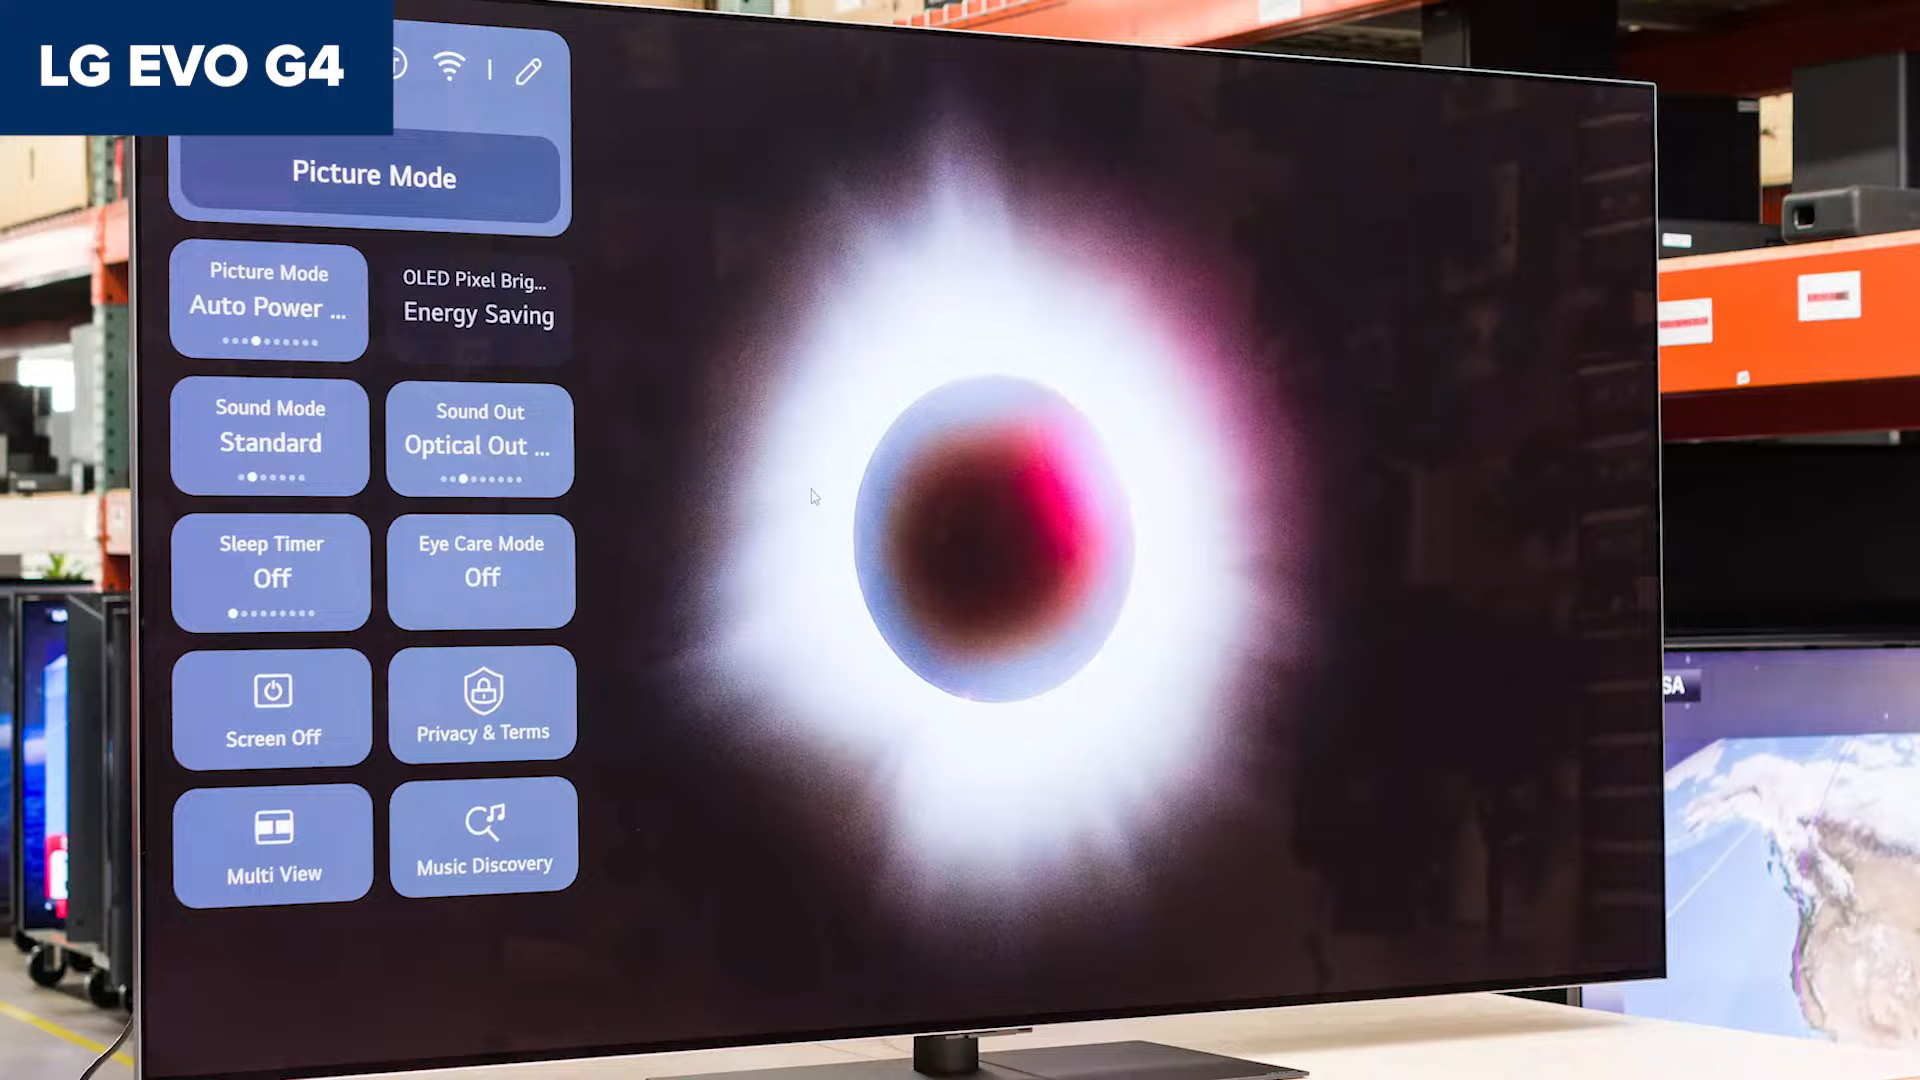 LG EVO G4
Picture Mode
Picture Mode
Auto Power ...
OLED Pixel Brig...
Energy Saving
Sound Mode
Standard
Sound Out
Optical Out ...
Sleep Timer
Off
Eye Care Mode
Off
Screen Off
Privacy & Terms
Multi View
Music Discovery
SA